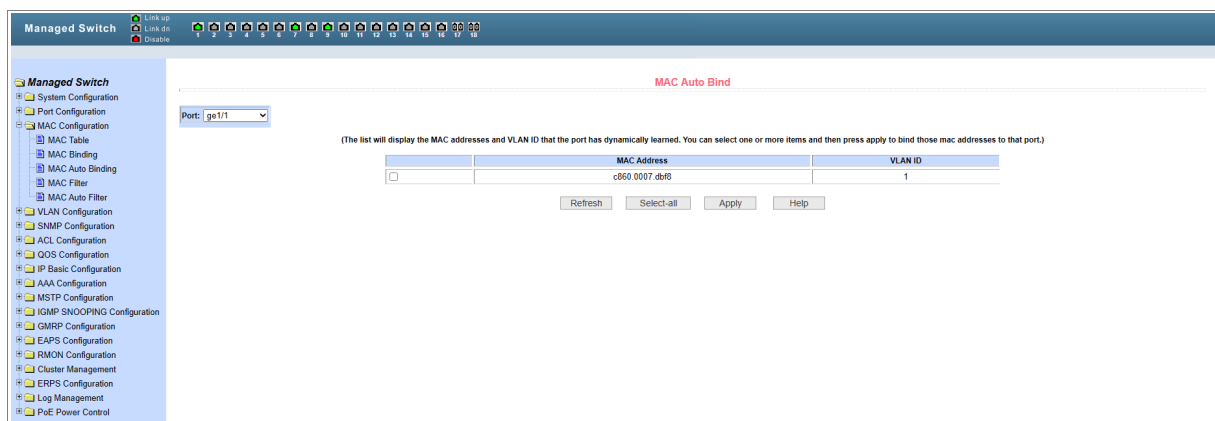 Managed Switch
Link up
Link dn
Disable
1 2 3 4 5 6 7 8 9 10 11 12 13 14 15 16 17 18
Managed Switch
System Configuration
Port Configuration
MAC Configuration
MAC Table
MAC Binding
MAC Auto Binding
MAC Filter
MAC Auto Filter
VLAN Configuration
SNMP Configuration
ACL Configuration
QOS Configuration
IP Basic Configuration
AAA Configuration
MSTP Configuration
IGMP SNOOPING Configuration
GMRP Configuration
EAPS Configuration
RMON Configuration
Cluster Management
ERPS Configuration
Log Management
PoE Power Control
MAC Auto Bind
Port: ge1/1
(The list will display the MAC addresses and VLAN ID that the port has dynamically learned. You can select one or more items and then press apply to bind those mac addresses to that port.)
MAC Address VLAN ID
c860.0007.dbf8 1
Refresh Select-all Apply Help